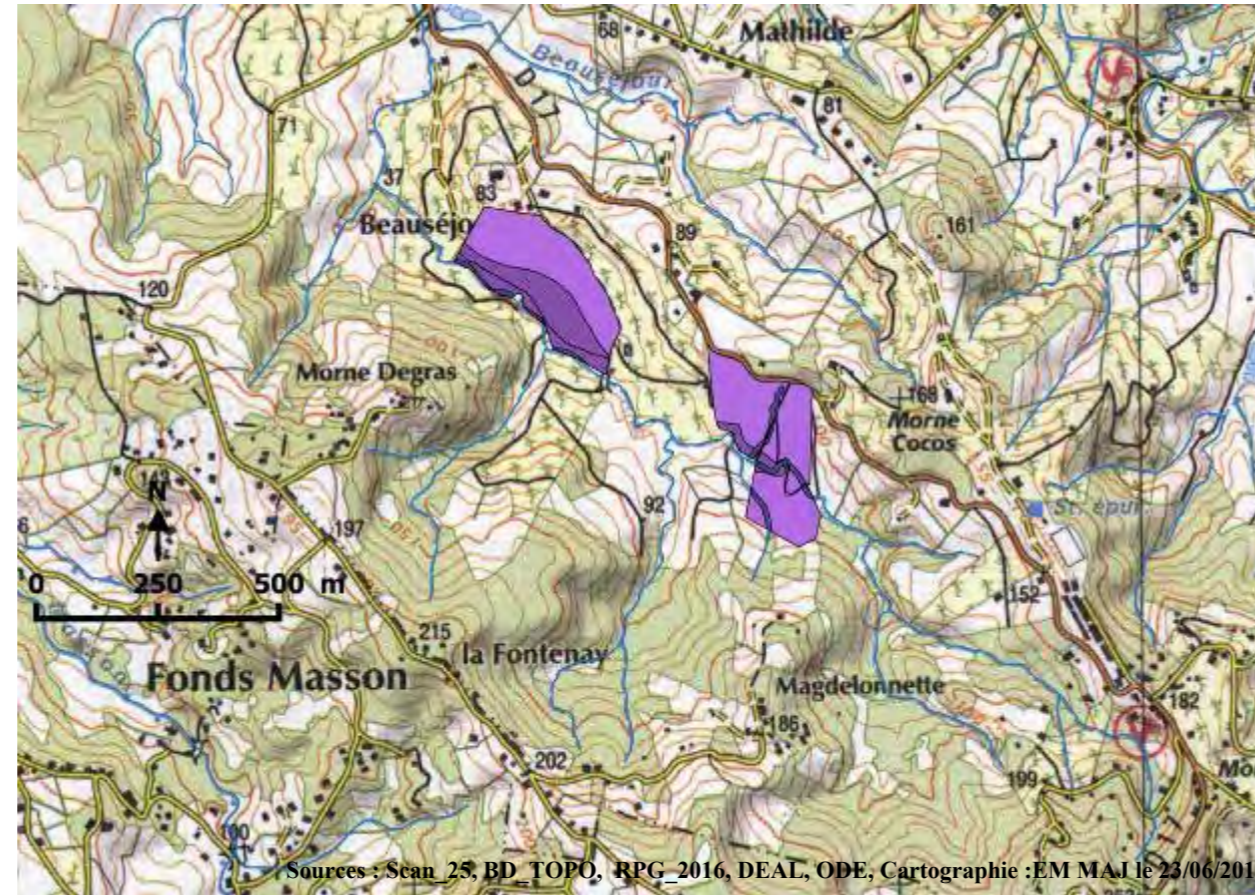 68
Mathilde
Beauséjour
D 17
81
71
37
83
Beauséjo
89
161
120
Morne Degras
168
Morne
Cocos
N
197
92
St. épur.
0 250 500 m
152
215
la Fontenay
Fonds Masson
Magdelonnette
182
186
202
199
100
Sources : Scan_25, BD_TOPO, RPG_2016, DEAL, ODE, Cartographie :EM MAJ le 23/06/201